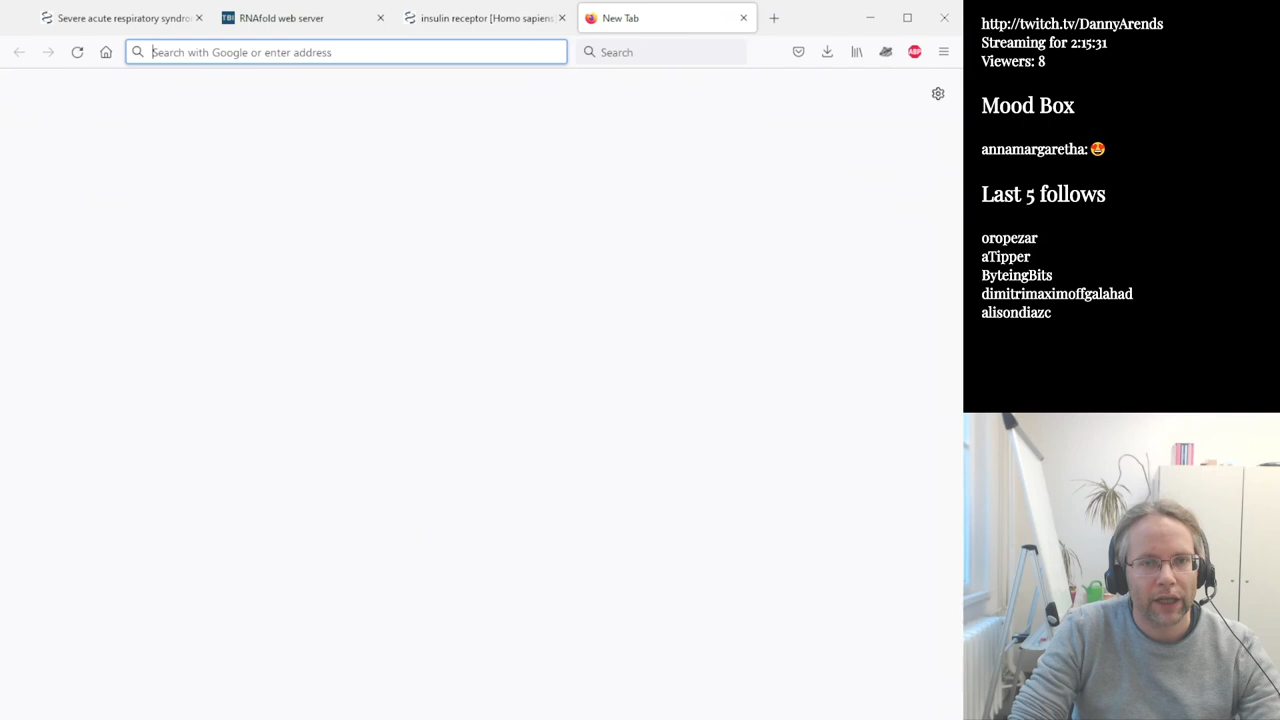 Severe acute respiratory syndro
TBI RNAfold web server
insulin receptor [Homo sapiens
New Tab
Search with Google or enter address
Search
ABP
http://twitch.tv/DannyArends
Streaming for 2:15:31
Viewers: 8
Mood Box
annamargaretha: 🤩
Last 5 follows
oropezar
aTipper
ByteingBits
dimitrimaximoffgalahad
alisondiazc